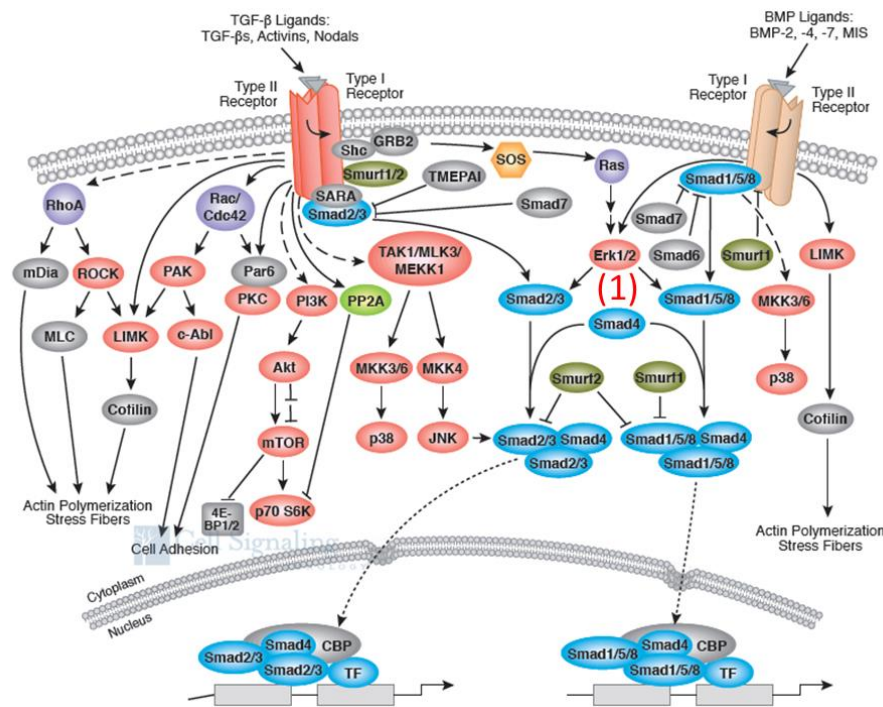 TGF-β Ligands:
TGF-βs, Activins, Nodals
BMP Ligands:
BMP-2, -4, -7, MIS
Type II
Receptor
Type I
Receptor
Type I
Receptor
Type II
Receptor
Shc
GRB2
SOS
Ras
Smurf1/2
TMEPAI
SARA
Smad2/3
Smad7
Smad1/5/8
RhoA
Rac/
Cdc42
Smad7
Smad6
Smurf1
mDia
ROCK
PAK
Par6
PKC
PI3K
PP2A
TAK1/MLK3/
MEKK1
Erk1/2
(1)
LIMK
Smad2/3
Smad1/5/8
MKK3/6
Smad4
MLC
LIMK
c-Abl
Akt
MKK3/6
MKK4
Smurf2
Smurf1
p38
Cofilin
mTOR
p38
JNK
Smad2/3
Smad4
Smad2/3
Smad1/5/8
Smad4
Smad1/5/8
Cofilin
4E-
BP1/2
p70 S6K
Actin Polymerization
Stress Fibers
Cell Adhesion
Cell Signaling
Actin Polymerization
Stress Fibers
Cytoplasm
Nucleus
Smad2/3
Smad4
CBP
Smad2/3
TF
Smad1/5/8
Smad4
CBP
Smad1/5/8
TF